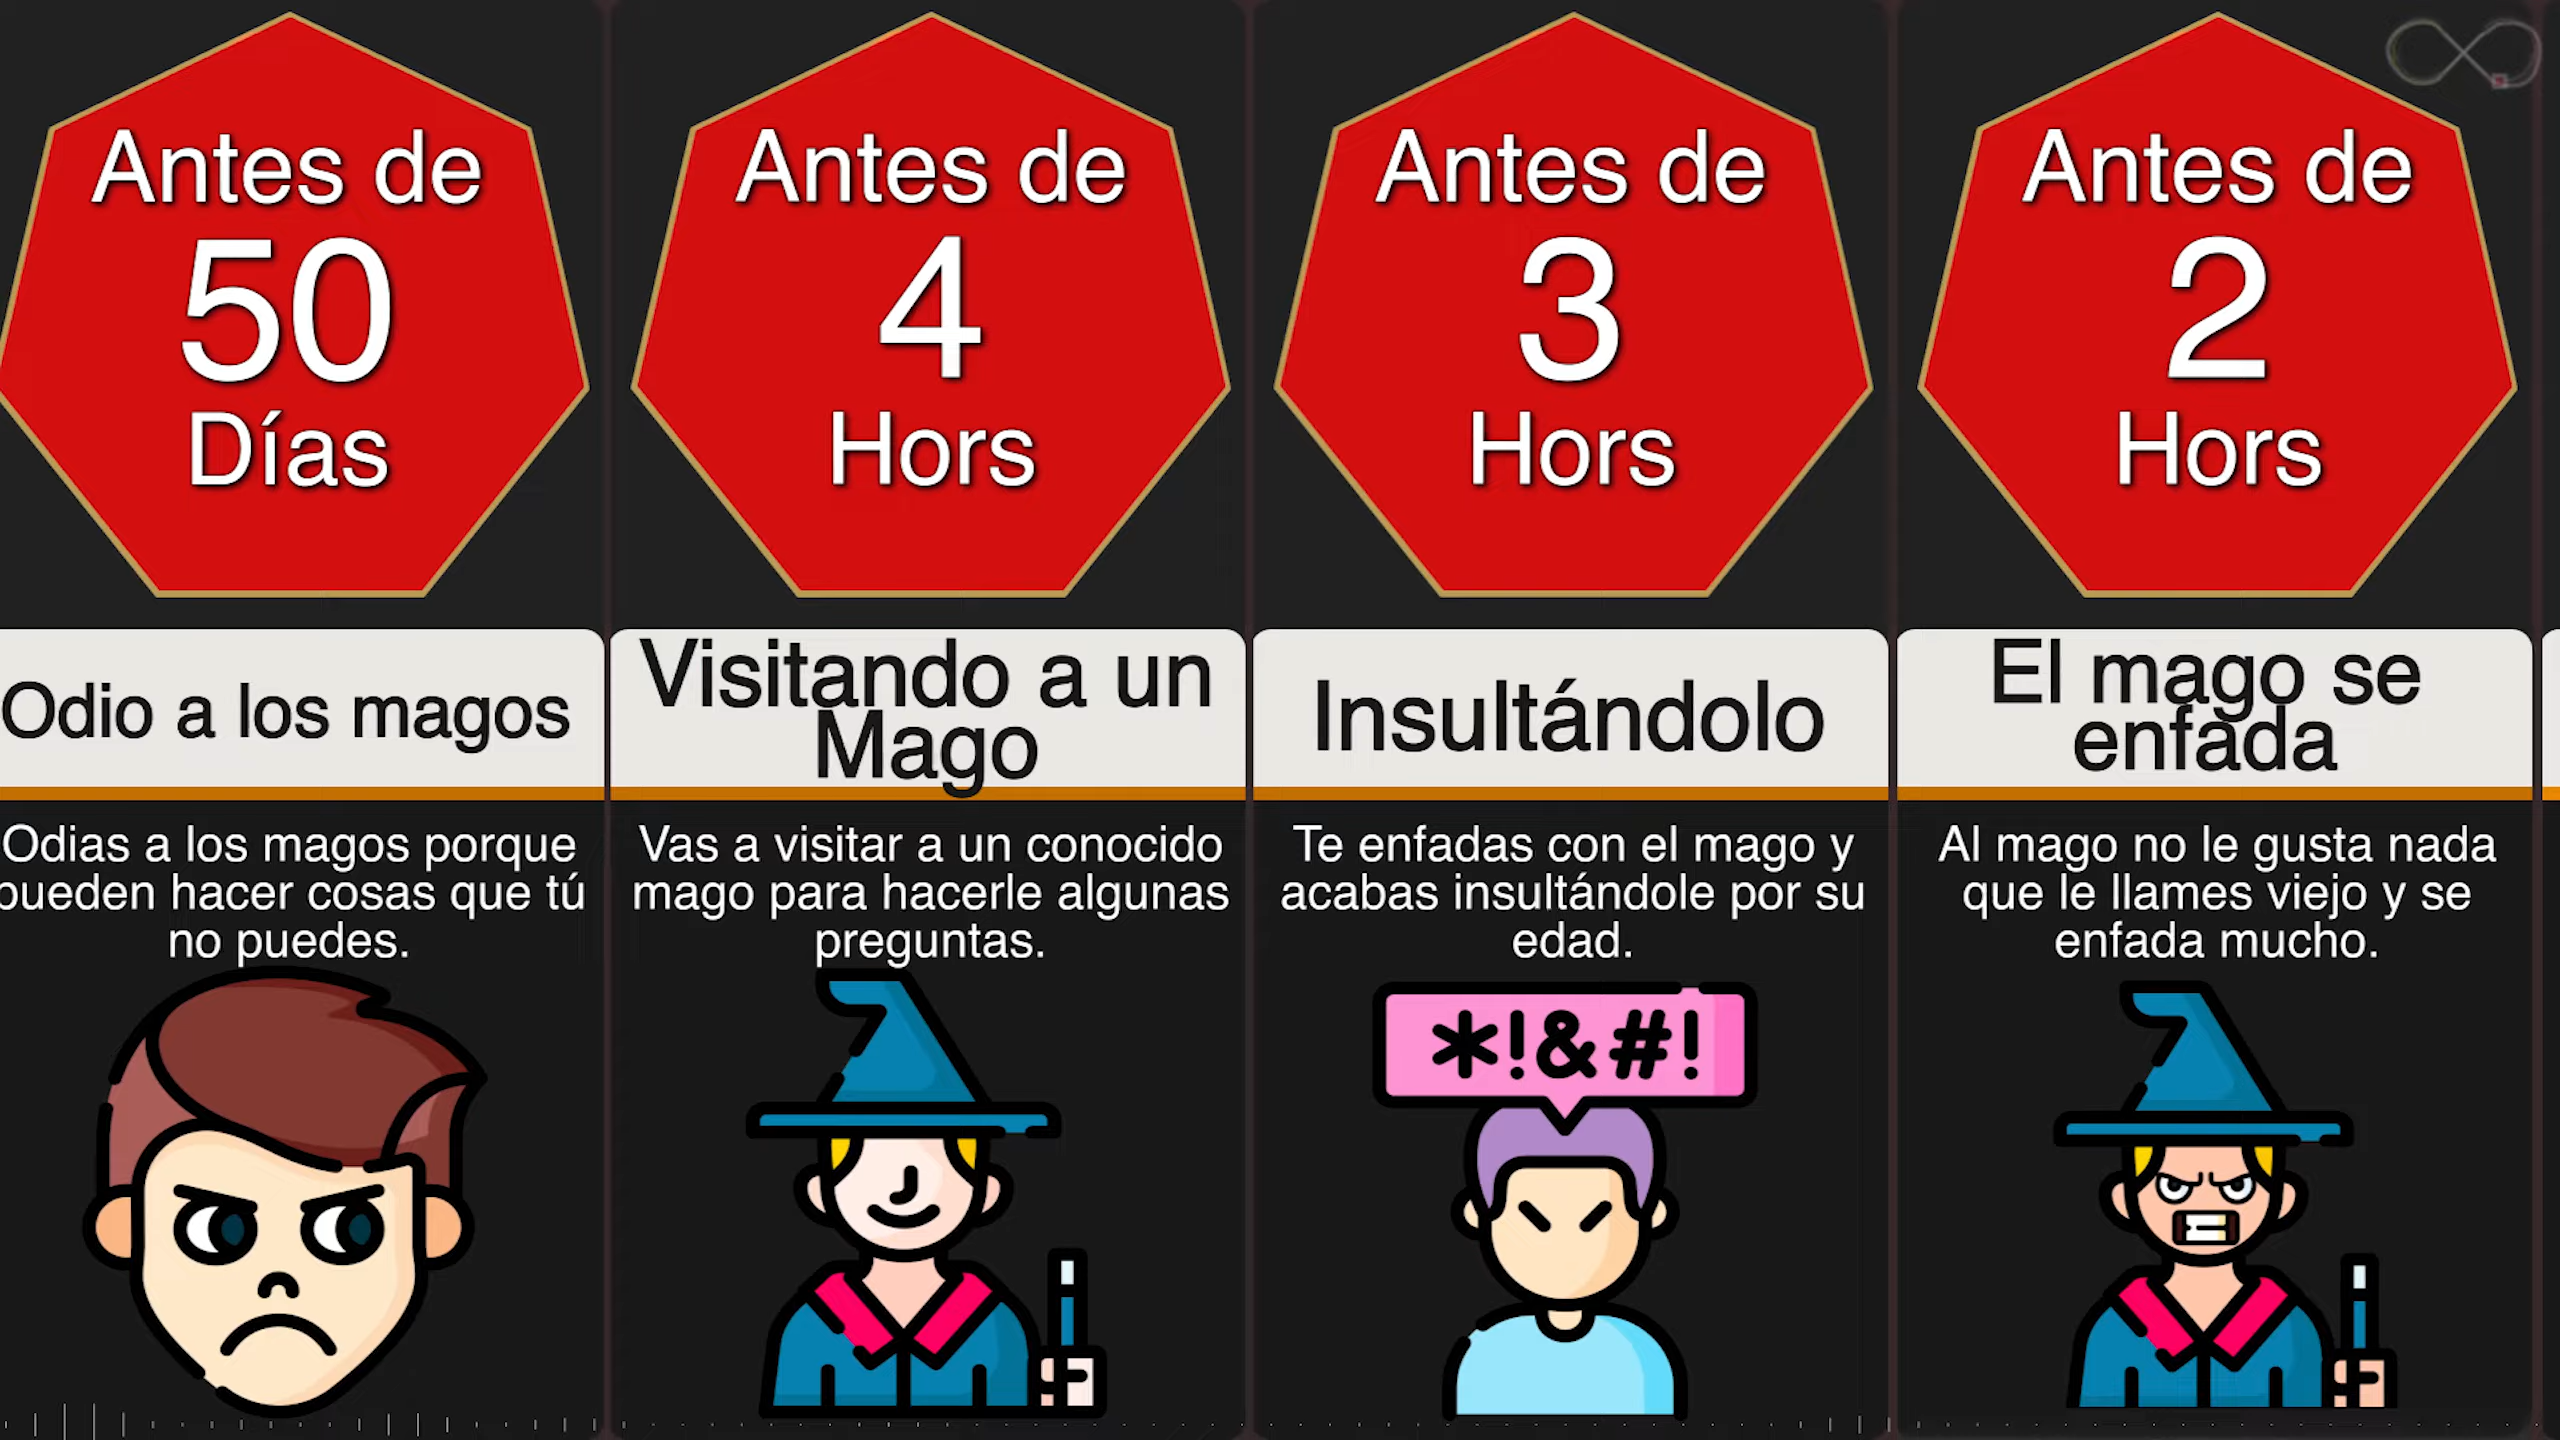 Antes de
50
Días
Odio a los magos
Odias a los magos porque
pueden hacer cosas que tú
no puedes.
Antes de
4
Hors
Visitando a un
Mago
Vas a visitar a un conocido
mago para hacerle algunas
preguntas.
Antes de
3
Hors
Insultándolo
Te enfadas con el mago y
acabas insultándole por su
edad.
*!&#!
Antes de
2
Hors
El mago se
enfada
Al mago no le gusta nada
que le llames viejo y se
enfada mucho.